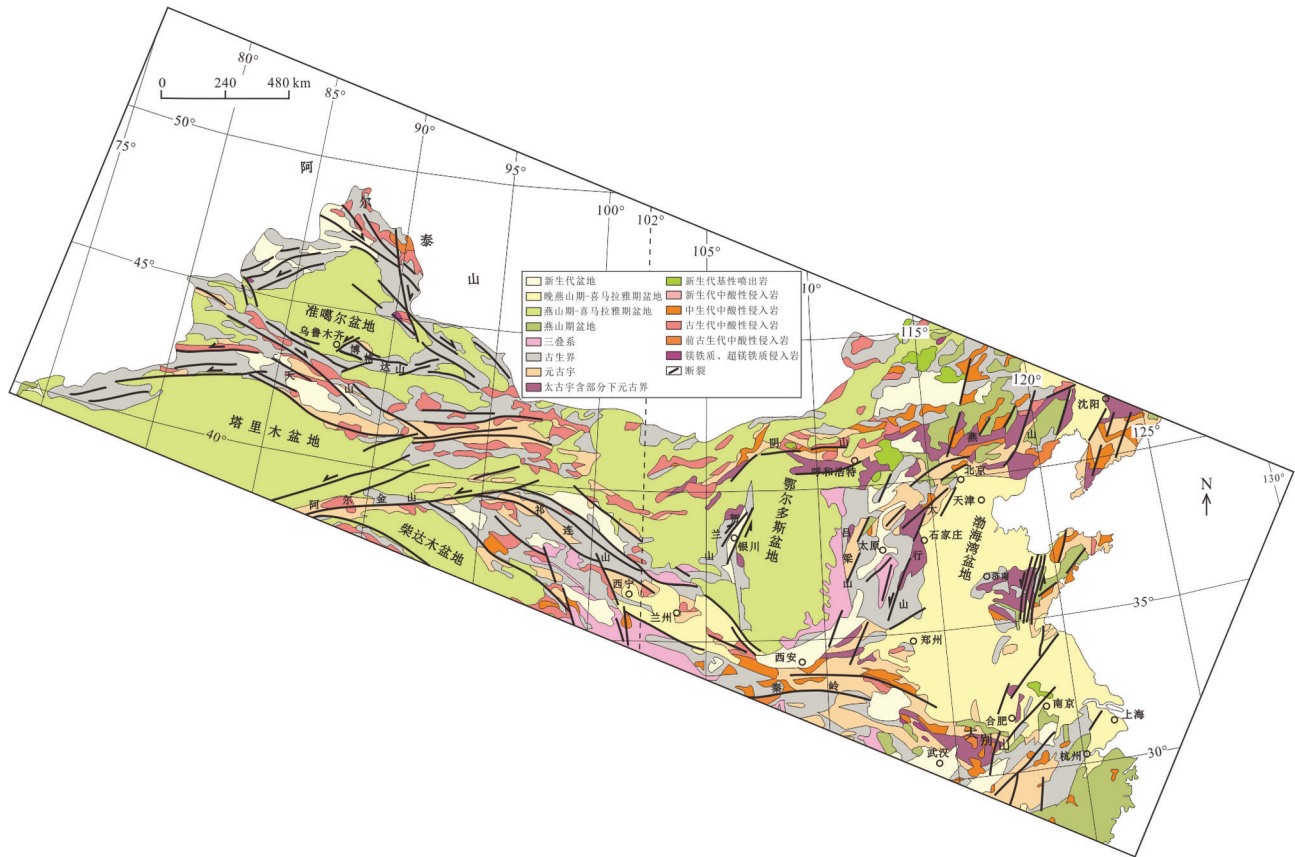 80°
0 240 480 km
85°
50°
75°
90°
95°
100°
102°
105°
110°
115°
120°
125°
130°
45°
40°
35°
30°
N
阿
尔
泰
山
新生代盆地
晚燕山期-喜马拉雅期盆地
燕山期-喜马拉雅期盆地
燕山期盆地
三叠系
古生界
元古宇
太古宇含部分下元古界
新生代基性喷出岩
新生代中酸性侵入岩
中生代中酸性侵入岩
古生代中酸性侵入岩
前古生代中酸性侵入岩
镁铁质、超镁铁质侵入岩
断裂
准噶尔盆地
乌鲁木齐
博格达山
天山
塔里木盆地
阿尔金山
柴达木盆地
祁连山
西宁
兰州
贺兰山
银川
鄂尔多斯盆地
阴山
呼和浩特
燕山
沈阳
北京
天津
渤海湾盆地
石家庄
太行山
太原
吕梁山
济南
郑州
西安
秦岭
合肥
南京
上海
大别山
武汉
杭州